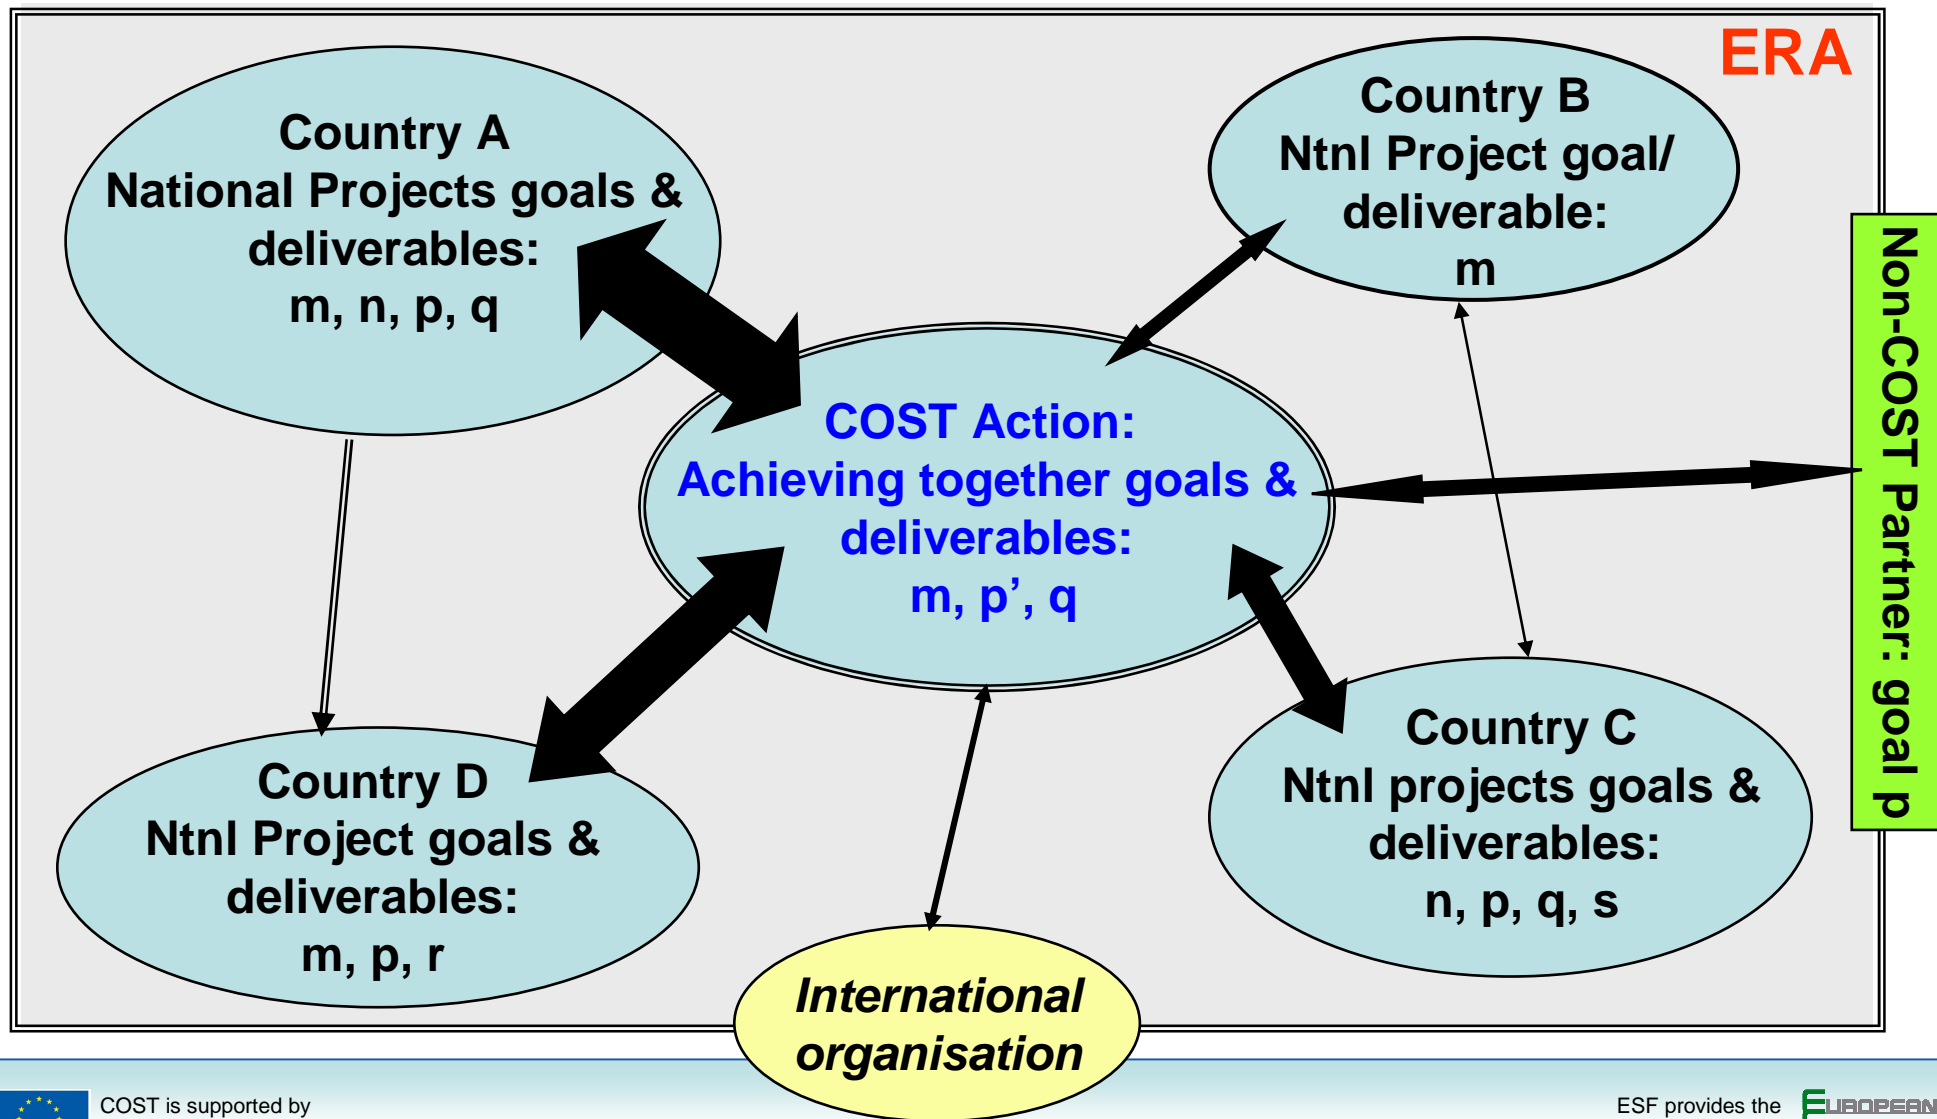 ERA
Country A
National Projects goals &
deliverables:
m, n, p, q
Country B
Ntnl Project goal/
deliverable:
m
COST Action:
Achieving together goals &
deliverables:
m, p’, q
Non-COST Partner: goal p
Country D
Ntnl Project goals &
deliverables:
m, p, r
Country C
Ntnl projects goals &
deliverables:
n, p, q, s
International
organisation
COST is supported by
ESF provides the
EUROPEAN